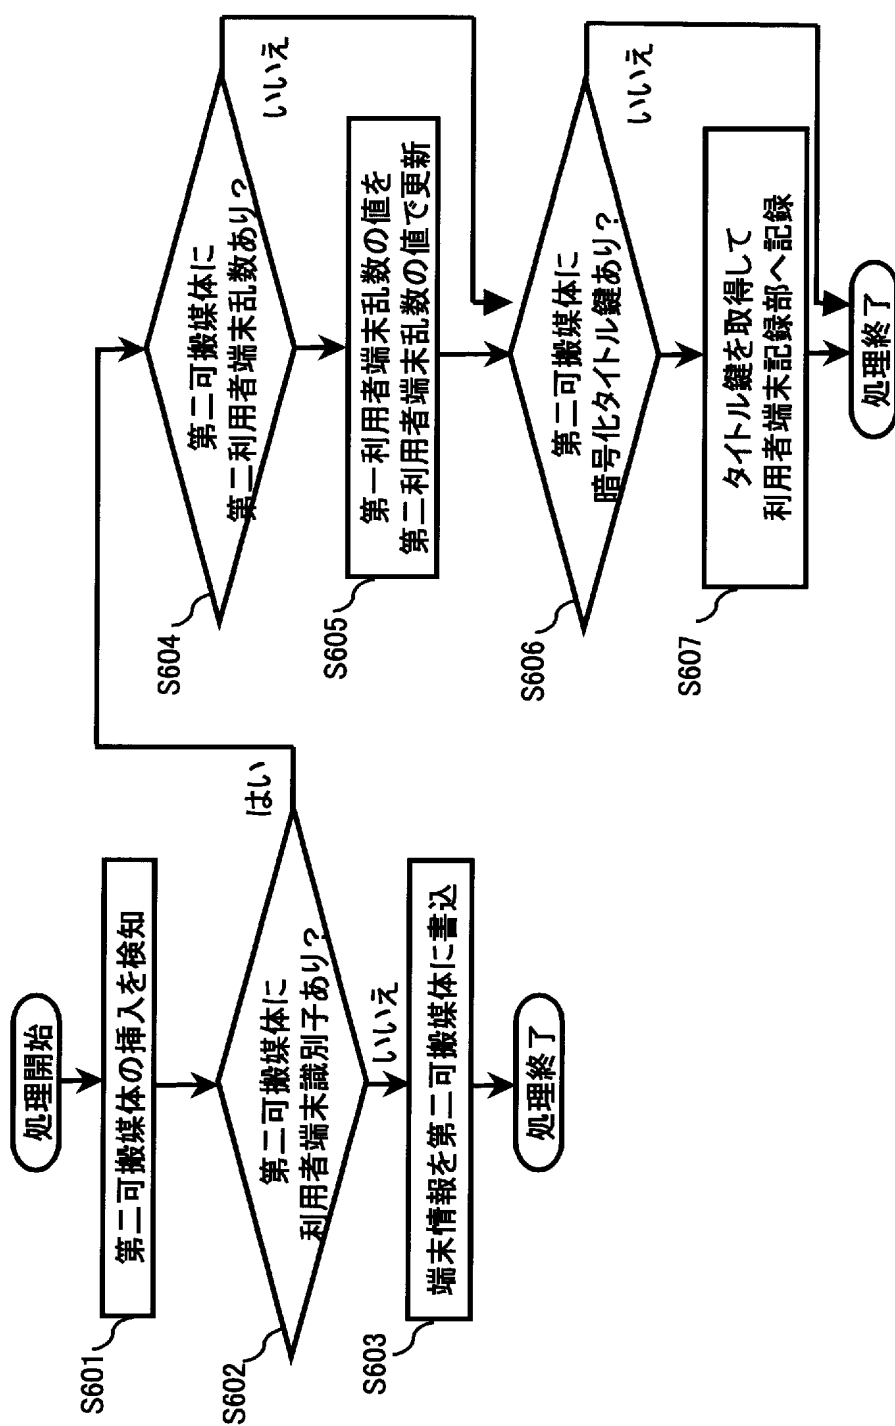 処理開始
S601
第二可搬媒体の挿入を検知
S602
第二可搬媒体に
利用者端末識別子あり?
はい
いいえ
S603
端末情報を第二可搬媒体に書込
処理終了
S604
第二可搬媒体に
第二利用者端末乱数あり?
いいえ
S605
第一利用者端末乱数の値を
第二利用者端末乱数の値で更新
S606
第二可搬媒体に
暗号化タイトル鍵あり?
いいえ
S607
タイトル鍵を取得して
利用者端末記録部へ記録
処理終了